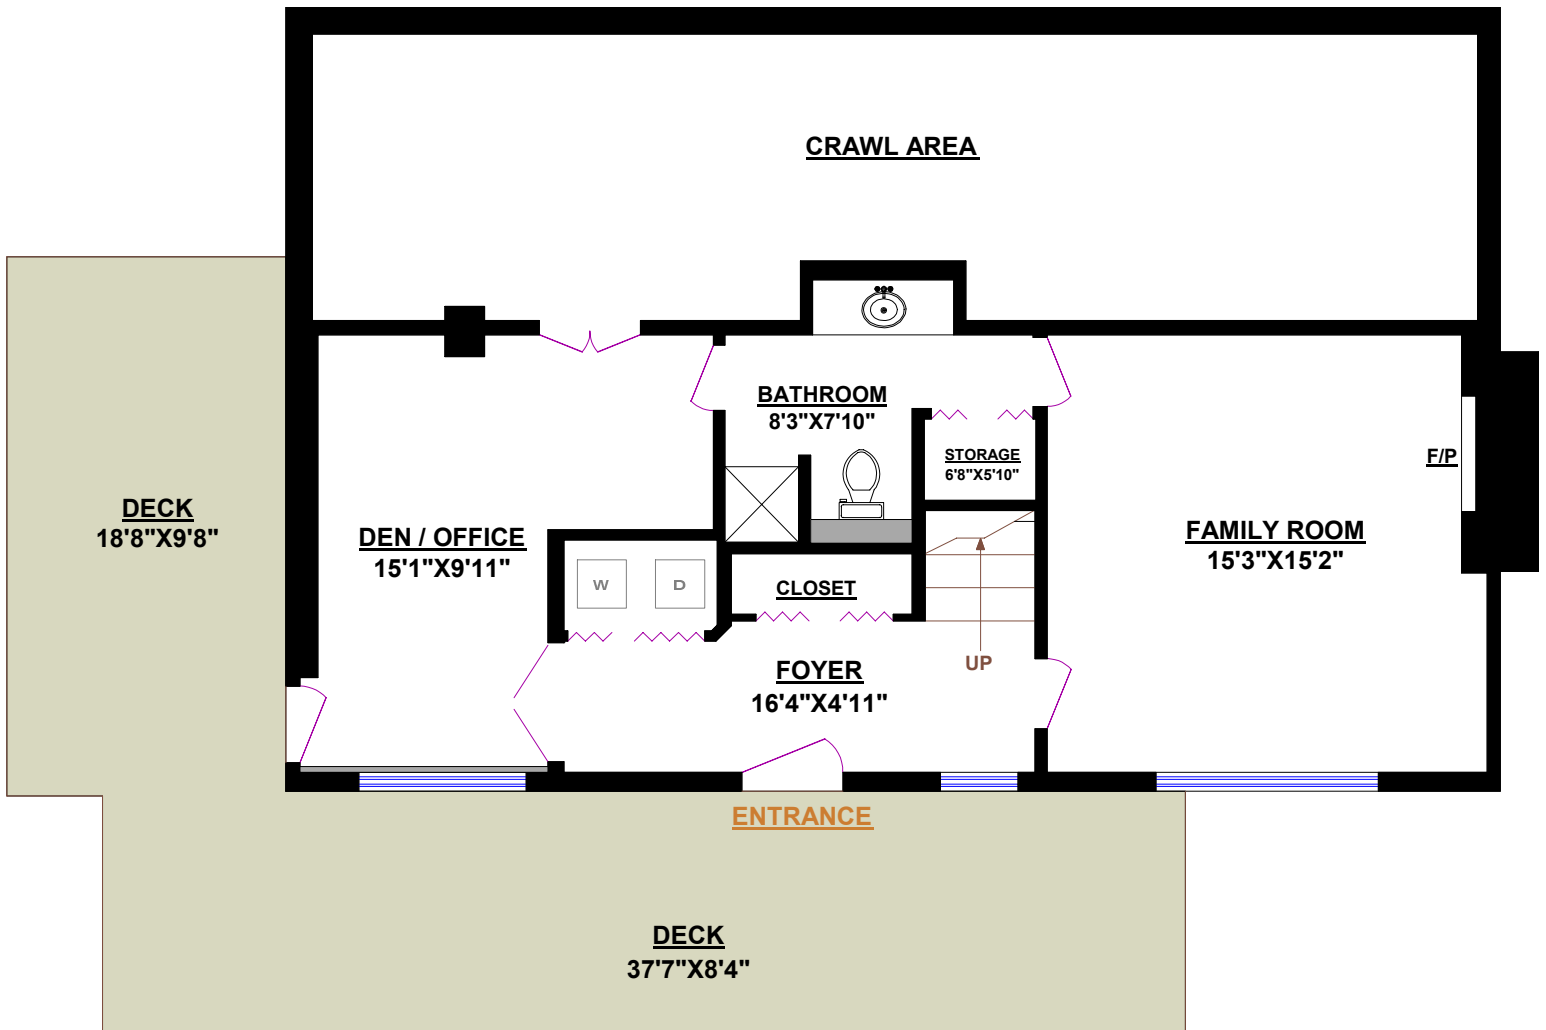 CRAWL AREA
BATHROOM
8'3"X7'10"
STORAGE
6'8"X5'10"
F/P
DECK
18'8"X9'8"
DEN / OFFICE
15'1"X9'11"
FAMILY ROOM
15'3"X15'2"
W
D
CLOSET
UP
FOYER
16'4"X4'11"
ENTRANCE
DECK
37'7"X8'4"